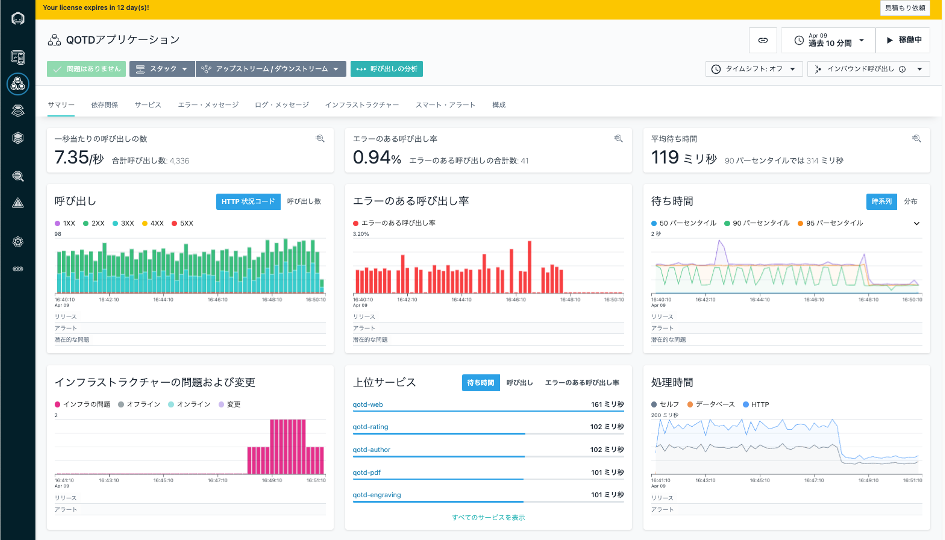 Your license expires in 12 day(s)!
見積もり依頼
QOTDアプリケーション
Apr 09
過去 10 分間
稼働中
問題はありません
スタック
アップストリーム / ダウンストリーム
呼び出しの分析
タイムシフト: オフ
インバウンド呼び出し
サマリー 依存関係 サービス エラー・メッセージ ログ・メッセージ インフラストラクチャー スマート・アラート 構成
一秒当たりの呼び出しの数
7.35/秒 合計呼び出し数: 4,336
エラーのある呼び出し率
0.94% エラーのある呼び出しの合計数: 41
平均待ち時間
119 ミリ秒 90 パーセンタイルでは 314 ミリ秒
呼び出し
HTTP 状況コード 呼び出し数
1XX 2XX 3XX 4XX 5XX
90
16:40:10 16:42:10 16:44:10 16:46:10 16:48:10 16:50:10
Apr 09
リリース
アラート
潜在的な問題
エラーのある呼び出し率
エラーのある呼び出し率
3.20%
16:40:10 16:42:10 16:44:10 16:46:10 16:48:10 16:50:10
Apr 09
リリース
アラート
潜在的な問題
待ち時間
時系列 分布
50 パーセンタイル 90 パーセンタイル 95 パーセンタイル
2 秒
16:40:10 16:42:10 16:44:10 16:46:10 16:48:10 16:50:10
Apr 09
リリース
アラート
潜在的な問題
インフラストラクチャーの問題および変更
インフラの問題 オフライン オンライン 変更
2
16:41:10 16:43:10 16:45:10 16:47:10 16:49:10 16:51:10
Apr 09
リリース
アラート
上位サービス
待ち時間 呼び出し エラーのある呼び出し率
qotd-web 161 ミリ秒
qotd-rating 102 ミリ秒
qotd-author 102 ミリ秒
qotd-pdf 101 ミリ秒
qotd-engraving 101 ミリ秒
すべてのサービスを表示
処理時間
セルフ データベース HTTP
200 ミリ秒
16:41:10 16:43:10 16:45:10 16:47:10 16:49:10 16:51:10
Apr 09
リリース
アラート